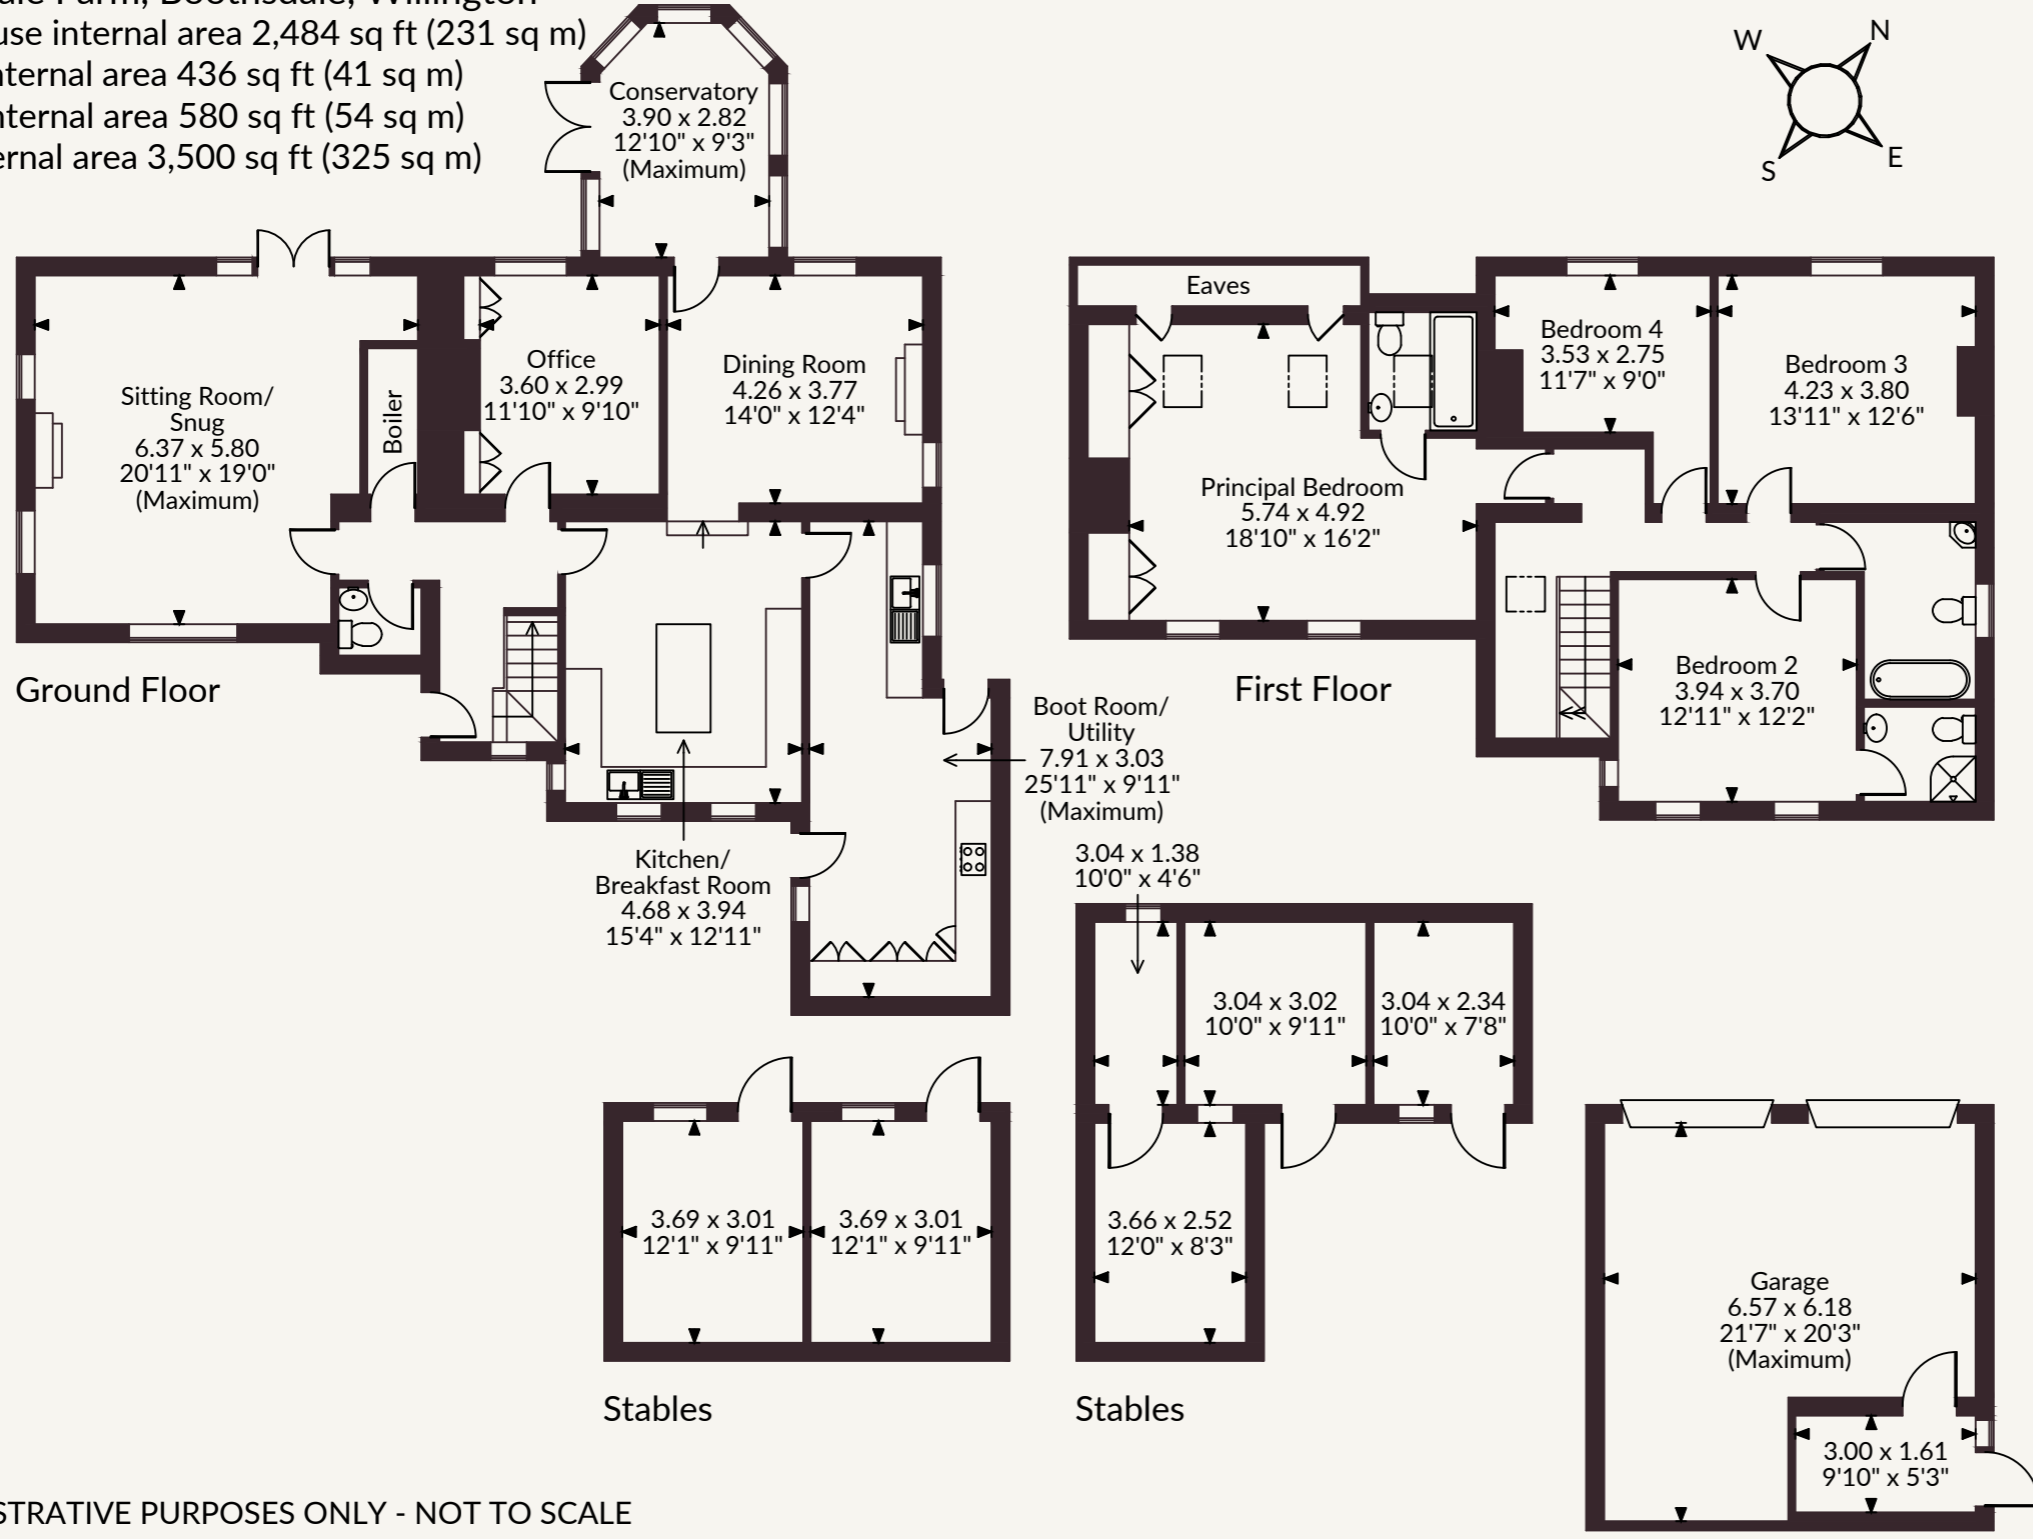 Farm, Boothsdale, Willington
internal area 2,484 sq ft (231 sq m)
area 436 sq ft (41 sq m)
area 580 sq ft (54 sq m)
area 3,500 sq ft (325 sq m)
W
N
S
E
Conservatory
3.90 x 2.82
12'10" x 9'3"
(Maximum)
Sitting Room/
Snug
6.37 x 5.80
20'11" x 19'0"
(Maximum)
Boiler
Office
3.60 x 2.99
11'10" x 9'10"
Dining Room
4.26 x 3.77
14'0" x 12'4"
Ground Floor
Kitchen/
Breakfast Room
4.68 x 3.94
15'4" x 12'11"
Boot Room/
Utility
7.91 x 3.03
25'11" x 9'11"
(Maximum)
Eaves
Principal Bedroom
5.74 x 4.92
18'10" x 16'2"
Bedroom 4
3.53 x 2.75
11'7" x 9'0"
Bedroom 3
4.23 x 3.80
13'11" x 12'6"
Bedroom 2
3.94 x 3.70
12'11" x 12'2"
First Floor
3.04 x 1.38
10'0" x 4'6"
3.04 x 3.02
10'0" x 9'11"
3.04 x 2.34
10'0" x 7'8"
3.66 x 2.52
12'0" x 8'3"
Stables
3.69 x 3.01
12'1" x 9'11"
3.69 x 3.01
12'1" x 9'11"
Stables
Garage
6.57 x 6.18
21'7" x 20'3"
(Maximum)
3.00 x 1.61
9'10" x 5'3"
PURPOSES ONLY - NOT TO SCALE